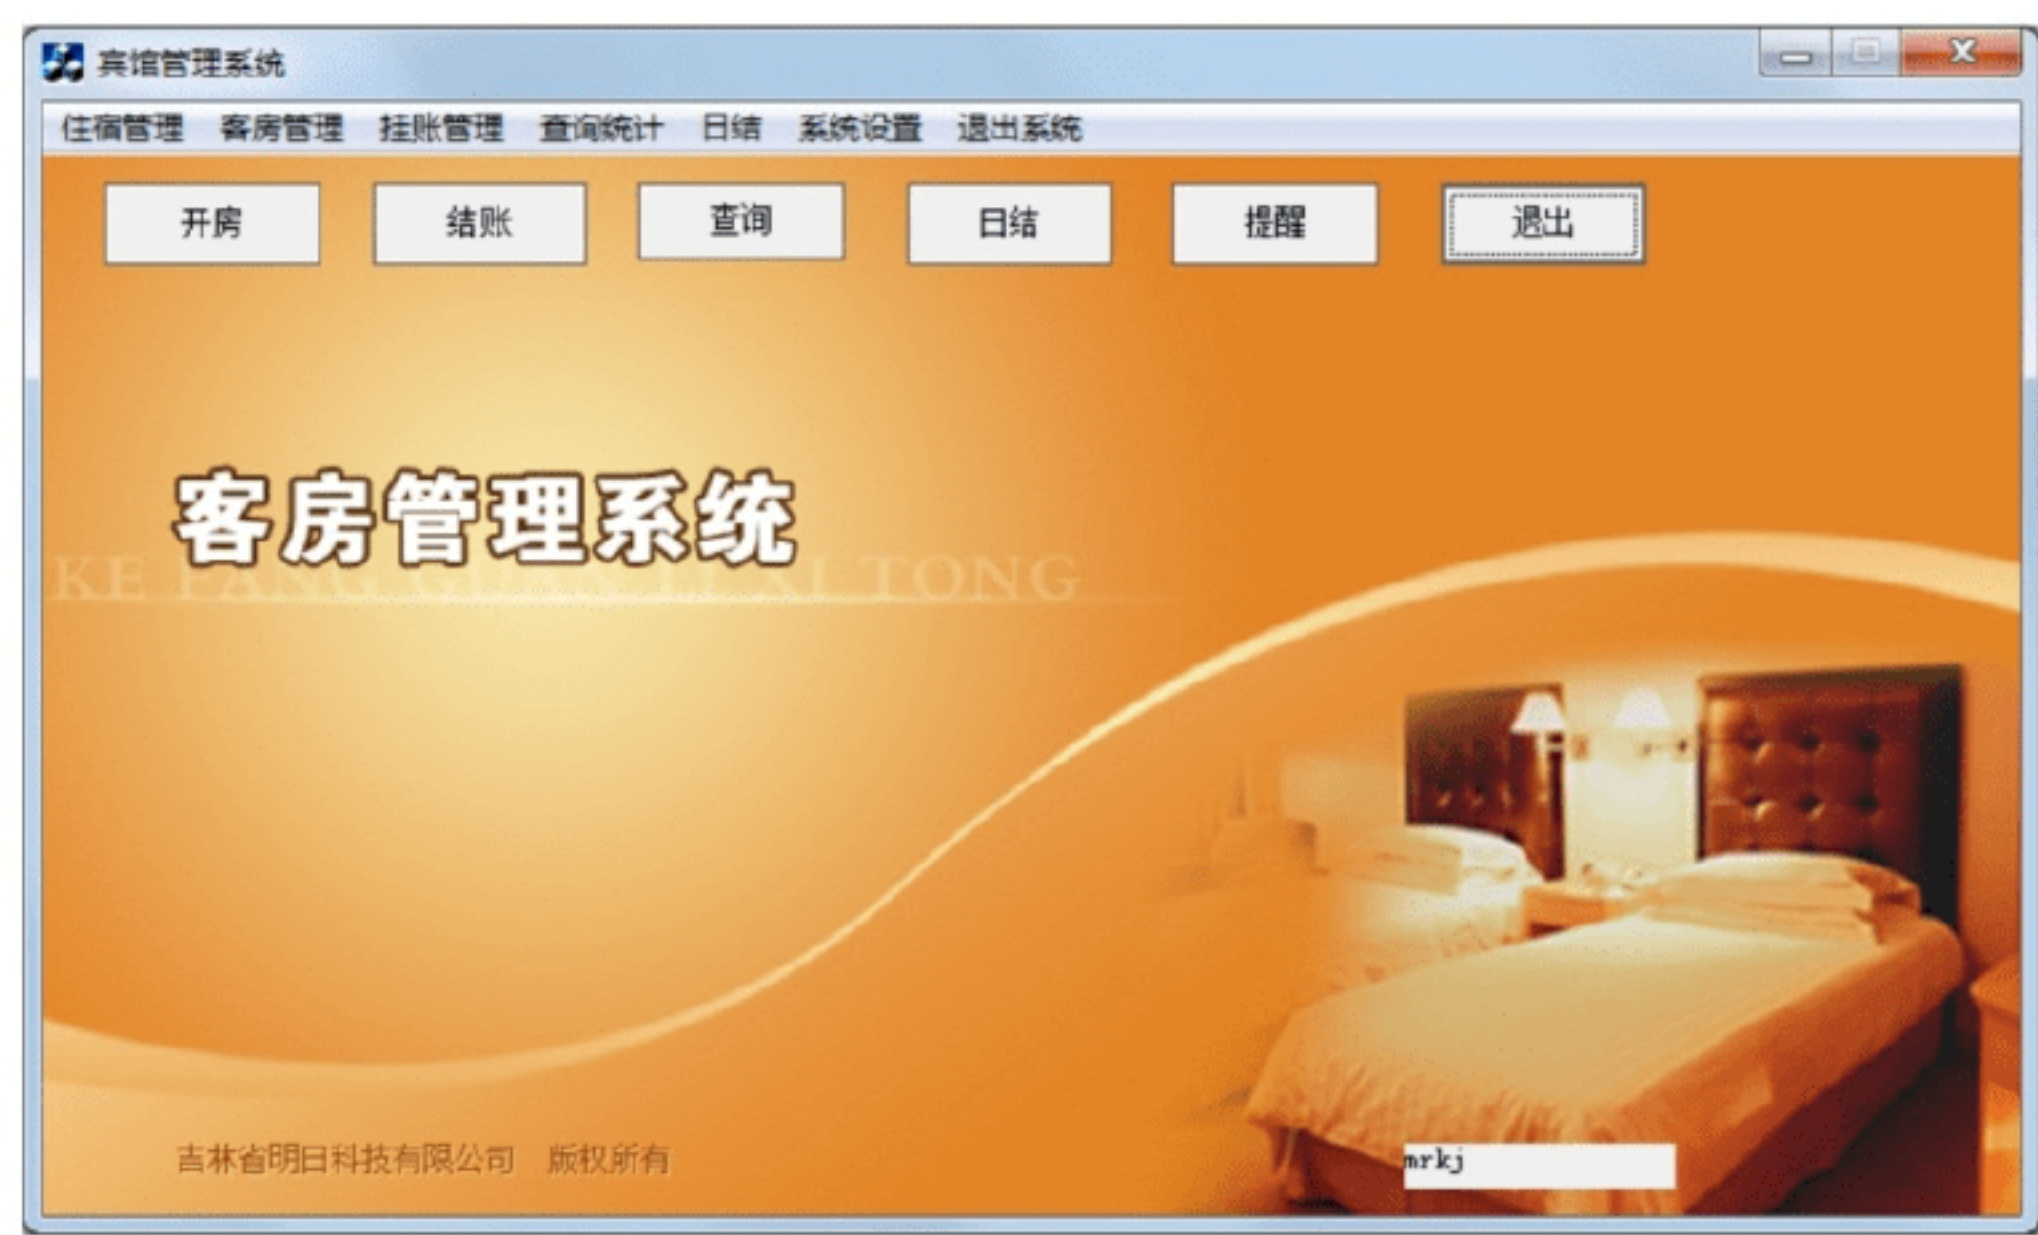 宾馆管理系统
住宿管理 客房管理 挂账管理 查询统计 日结 系统设置 退出系统
开房 结账 查询 日结 提醒 退出
客房管理系统
KE FANG GUAN LI XI TONG
吉林省明日科技有限公司 版权所有
mrkj